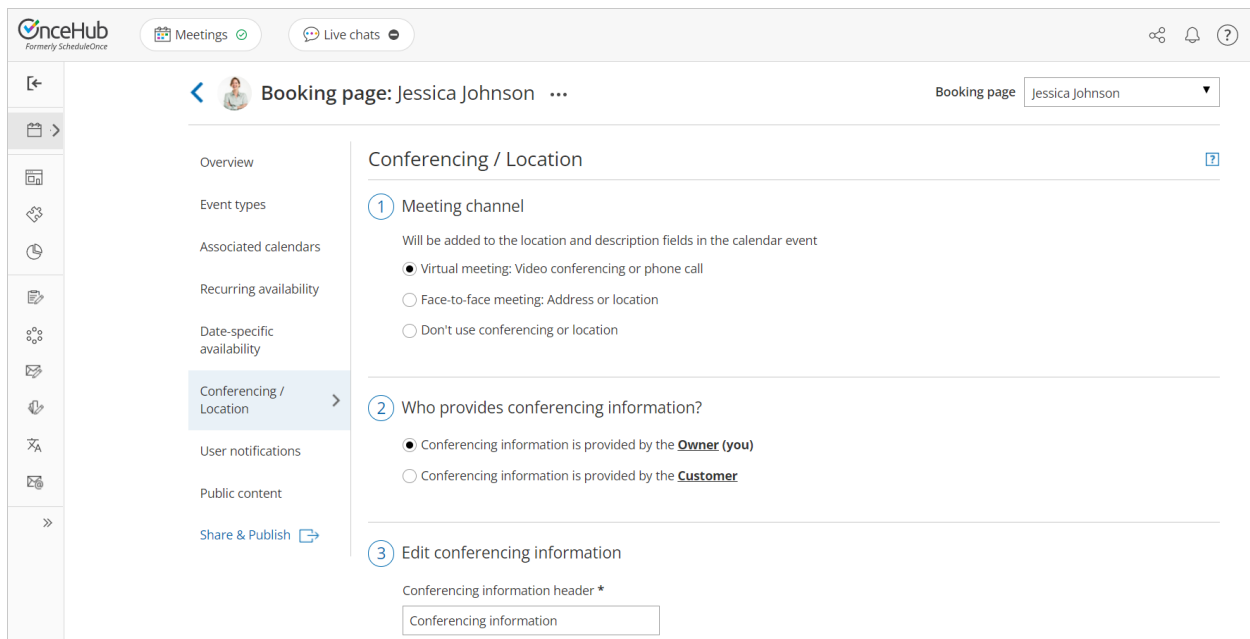 OnceHub
Formerly ScheduleOnce
Meetings
Live chats
?
Booking page: Jessica Johnson ...
Booking page
Jessica Johnson
Overview
Event types
Associated calendars
Recurring availability
Date-specific
availability
Conferencing /
Location
User notifications
Public content
Share & Publish
Conferencing / Location
?
1 Meeting channel
Will be added to the location and description fields in the calendar event
Virtual meeting: Video conferencing or phone call
Face-to-face meeting: Address or location
Don't use conferencing or location
2 Who provides conferencing information?
Conferencing information is provided by the Owner (you)
Conferencing information is provided by the Customer
3 Edit conferencing information
Conferencing information header *
Conferencing information